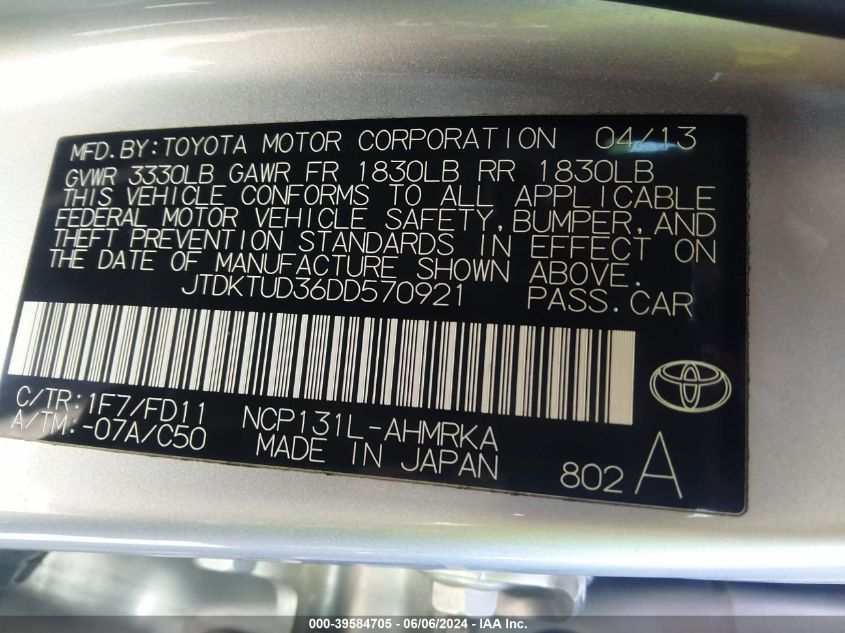 MFD.BY:TOYOTA MOTOR CORPORATION 04/13
GVWR 3330LB GAWR FR 1830LB RR 1830LB
THIS VEHICLE CONFORMS TO ALL APPLICABLE
FEDERAL MOTOR VEHICLE SAFETY,BUMPER,AND
THEFT PREVENTION STANDARDS IN EFFECT ON
THE DATE OF MANUFACTURE SHOWN ABOVE.
JTDKTUD36DD570921 PASS.CAR
C/TR:1F7/FD11 NCP131L-AHMRKA
A/TM:-07A/C50 MADE IN JAPAN
802 A
000-39584705 - 06/06/2024 - IAA Inc.